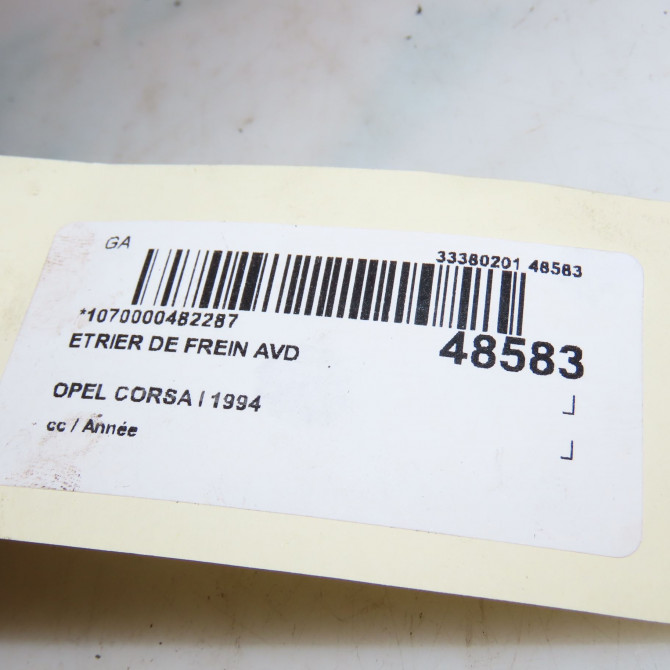 GA
33380201 48583
*1070000482287
48583
ETRIER DE FREIN AVD
OPEL CORSA / 1994
cc / Année